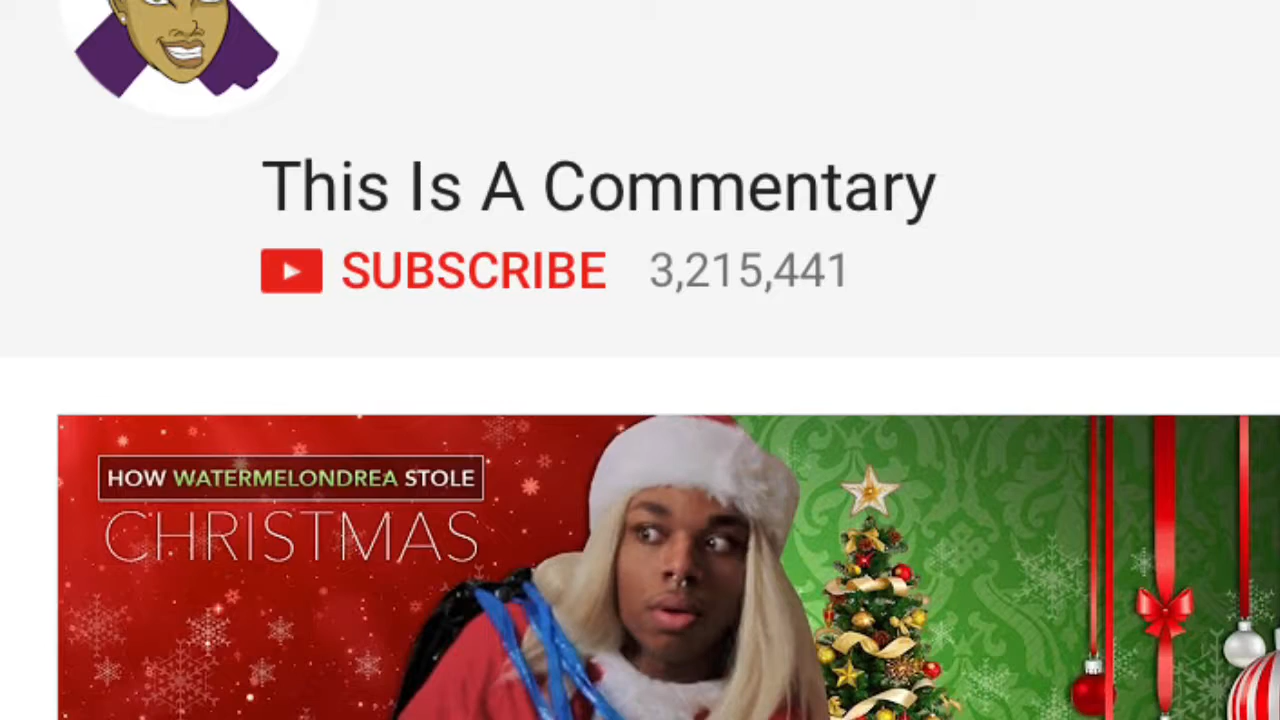 This Is A Commentary
SUBSCRIBE 3,215,441
HOW WATERMELONDREA STOLE
CHRISTMAS